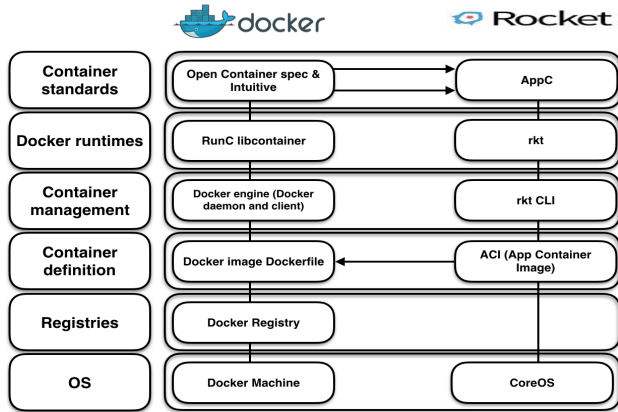 docker
Rocket
Container
standards
Open Container spec &
Intuitive
AppC
Docker runtimes
RunC libcontainer
rkt
Container
management
Docker engine (Docker
daemon and client)
rkt CLI
Container
definition
Docker image Dockerfile
ACI (App Container
Image)
Registries
Docker Registry
OS
Docker Machine
CoreOS